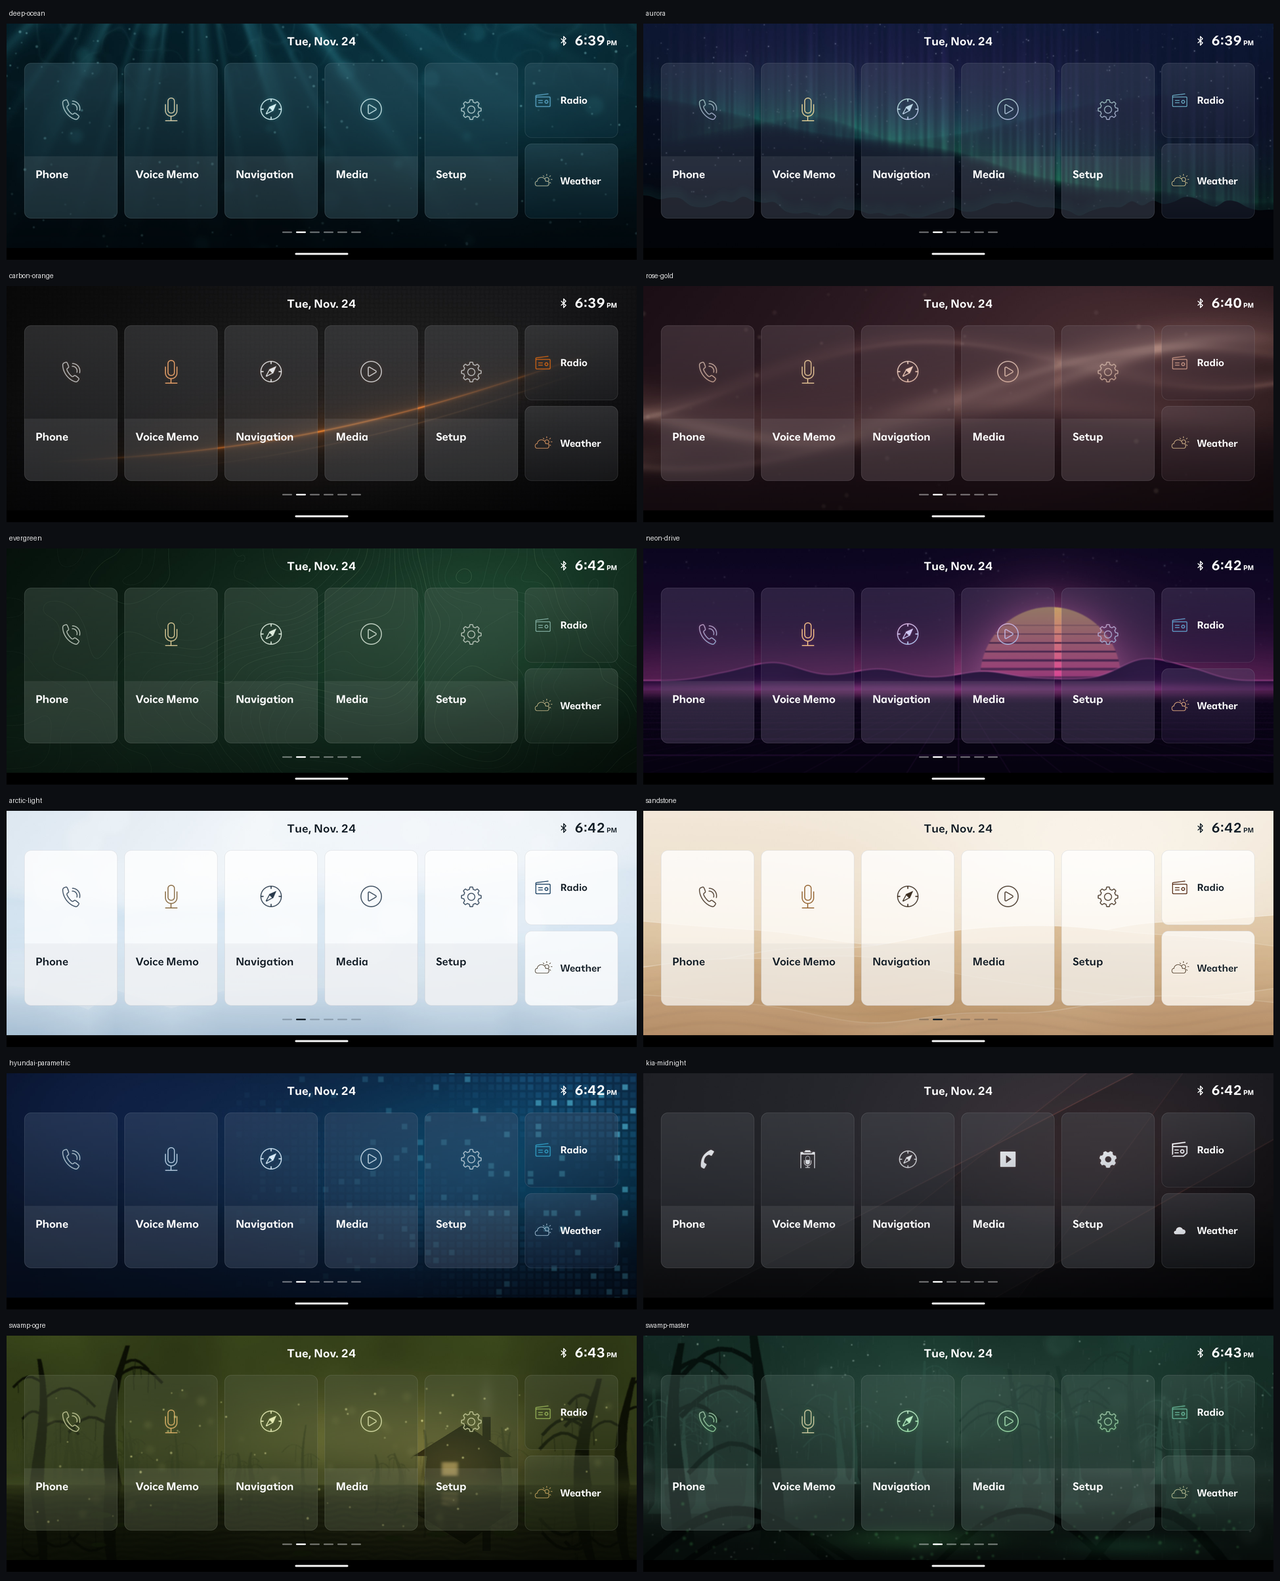 deep-ocean
Tue, Nov. 24
6:39 PM
Radio
Phone
Voice Memo
Navigation
Media
Setup
Weather
aurora
Tue, Nov. 24
6:39 PM
Radio
Phone
Voice Memo
Navigation
Media
Setup
Weather
carbon-orange
Tue, Nov. 24
6:39 PM
Radio
Phone
Voice Memo
Navigation
Media
Setup
Weather
rose-gold
Tue, Nov. 24
6:40 PM
Radio
Phone
Voice Memo
Navigation
Media
Setup
Weather
evergreen
Tue, Nov. 24
6:42 PM
Radio
Phone
Voice Memo
Navigation
Media
Setup
Weather
neon-drive
Tue, Nov. 24
6:42 PM
Radio
Phone
Voice Memo
Navigation
Media
Setup
Weather
arctic-light
Tue, Nov. 24
6:42 PM
Radio
Phone
Voice Memo
Navigation
Media
Setup
Weather
sandstone
Tue, Nov. 24
6:42 PM
Radio
Phone
Voice Memo
Navigation
Media
Setup
Weather
hyundai-parametric
Tue, Nov. 24
6:42 PM
Radio
Phone
Voice Memo
Navigation
Media
Setup
Weather
kia-midnight
Tue, Nov. 24
6:42 PM
Radio
Phone
Voice Memo
Navigation
Media
Setup
Weather
swamp-ogre
Tue, Nov. 24
6:43 PM
Radio
Phone
Voice Memo
Navigation
Media
Setup
Weather
swamp-master
Tue, Nov. 24
6:43 PM
Radio
Phone
Voice Memo
Navigation
Media
Setup
Weather